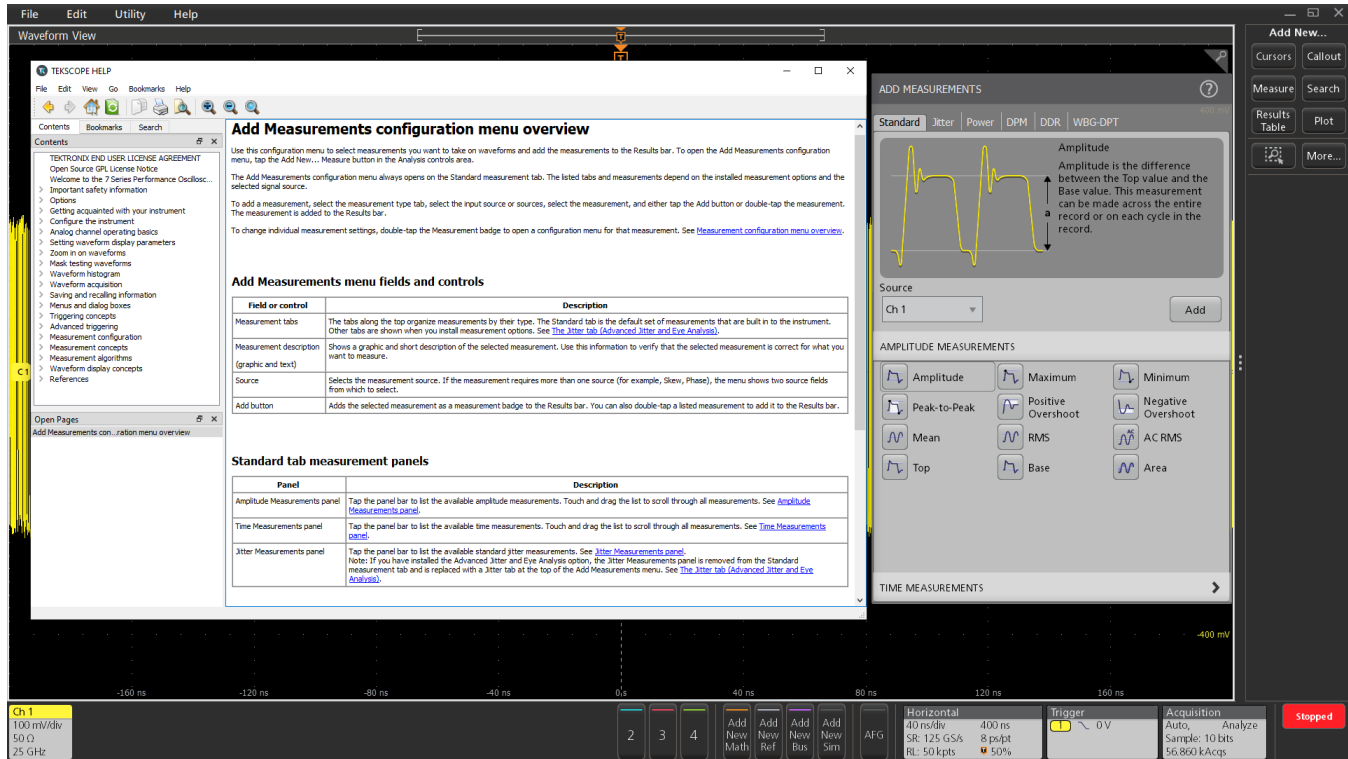 File Edit Utility Help
Waveform View
TEKSCOPE HELP
File Edit View Go Bookmarks Help
Contents Bookmarks Search
Contents
TEKTRONIX END USER LICENSE AGREEMENT
Open Source GPL License Notice
Welcome to the 7 Series Performance Oscillosc...
Important safety information
Options
Getting acquainted with your instrument
Configure the instrument
Analog channel operating basics
Setting waveform display parameters
Zoom in on waveforms
Mask testing waveforms
Waveform histogram
Waveform acquisition
Saving and recalling information
Menus and dialog boxes
Triggering concepts
Advanced triggering
Measurement configuration
Measurement concepts
Measurement algorithms
Waveform display concepts
References
Open Pages
Add Measurements con...ration menu overview
Add Measurements configuration menu overview
Use this configuration menu to select measurements you want to take on waveforms and add the measurements to the Results bar. To open the Add Measurements configuration
menu, tap the Add New... Measure button in the Analysis controls area.
The Add Measurements configuration menu always opens on the Standard measurement tab. The listed tabs and measurements depend on the installed measurement options and the
selected signal source.
To add a measurement, select the measurement type tab, select the input source or sources, select the measurement, and either tap the Add button or double-tap the measurement.
The measurement is added to the Results bar.
To change individual measurement settings, double-tap the Measurement badge to open a configuration menu for that measurement. See Measurement configuration menu overview.
Add Measurements menu fields and controls
Field or control Description
Measurement tabs The tabs along the top organize measurements by their type. The Standard tab is the default set of measurements that are built in to the instrument.
Other tabs are shown when you install measurement options. See The Jitter tab (Advanced Jitter and Eye Analysis).
Measurement description Shows a graphic and short description of the selected measurement. Use this information to verify that the selected measurement is correct for what you
want to measure.
(graphic and text)
Source Selects the measurement source. If the measurement requires more than one source (for example, Skew, Phase), the menu shows two source fields
from which to select.
Add button Adds the selected measurement as a measurement badge to the Results bar. You can also double-tap a listed measurement to add it to the Results bar.
Standard tab measurement panels
Panel Description
Amplitude Measurements panel Tap the panel bar to list the available amplitude measurements. Touch and drag the list to scroll through all measurements. See Amplitude
Measurements panel.
Time Measurements panel Tap the panel bar to list the available time measurements. Touch and drag the list to scroll through all measurements. See Time Measurements
panel.
Jitter Measurements panel Tap the panel bar to list the available standard jitter measurements. See Jitter Measurements panel.
Note: If you have installed the Advanced Jitter and Eye Analysis option, the Jitter Measurements panel is removed from the Standard
measurement tab and is replaced with a Jitter tab at the top of the Add Measurements menu. See The Jitter tab (Advanced Jitter and Eye
Analysis).
ADD MEASUREMENTS ?
400 mV
Standard Jitter Power DPM DDR WBG-DPT
Amplitude
Amplitude is the difference
between the Top value and the
Base value. This measurement
can be made across the entire
record or on each cycle in the
record.
a
Source
Ch 1 Add
AMPLITUDE MEASUREMENTS
Amplitude Maximum Minimum
Peak-to-Peak Positive Overshoot Negative Overshoot
Mean RMS AC RMS
Top Base Area
TIME MEASUREMENTS
Add New...
Cursors Callout
Measure Search
Results Table Plot
More...
C1
-400 mV
-160 ns -120 ns -80 ns -40 ns 0 s 40 ns 80 ns 120 ns 160 ns
Ch 1
100 mV/div
50 Ω
25 GHz
2 3 4
Add New Math
Add New Ref
Add New Bus
Add New Sim
AFG
Horizontal
40 ns/div 400 ns
SR: 125 GS/s 8 ps/pt
RL: 50 kpts 50%
Trigger
1 0 V
Acquisition
Auto, Analyze
Sample: 10 bits
56.860 kAcqs
Stopped